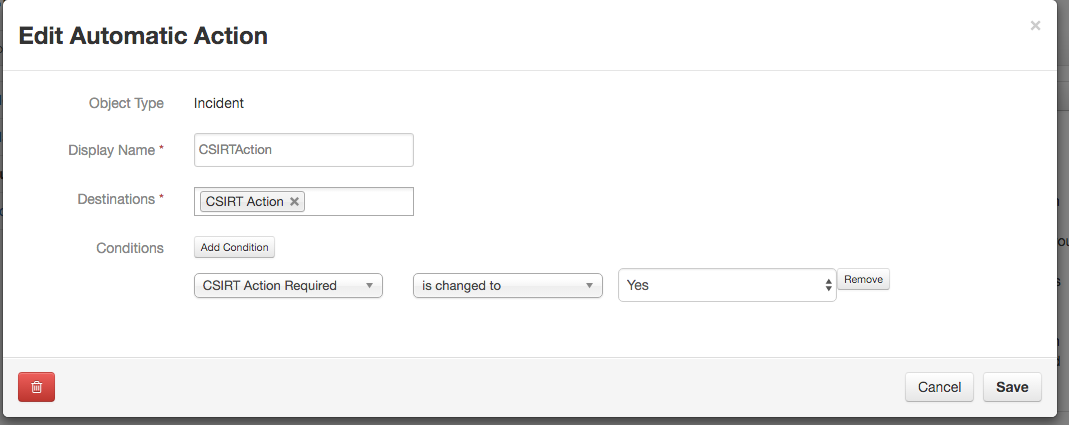 Edit Automatic Action
×
Object Type Incident
Display Name * CSIRTAction
Destinations * CSIRT Action ×
Conditions Add Condition
CSIRT Action Required is changed to Yes Remove
Cancel Save